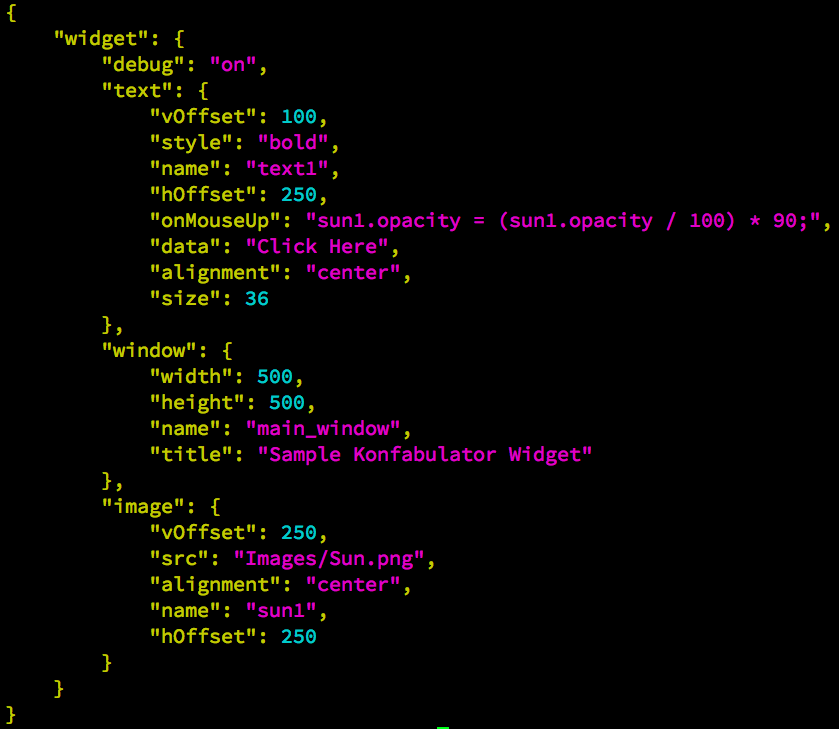 {
    "widget": {
        "debug": "on",
        "text": {
            "vOffset": 100,
            "style": "bold",
            "name": "text1",
            "hOffset": 250,
            "onMouseUp": "sun1.opacity = (sun1.opacity / 100) * 90;",
            "data": "Click Here",
            "alignment": "center",
            "size": 36
        },
        "window": {
            "width": 500,
            "height": 500,
            "name": "main_window",
            "title": "Sample Konfabulator Widget"
        },
        "image": {
            "vOffset": 250,
            "src": "Images/Sun.png",
            "alignment": "center",
            "name": "sun1",
            "hOffset": 250
        }
    }
}